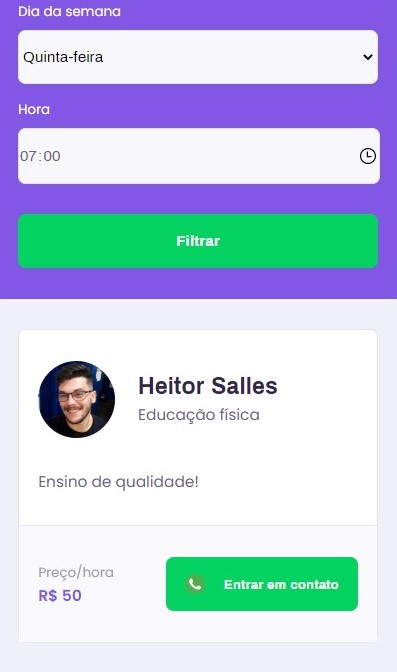 Dia da semana
Quinta-feira
Hora
07:00
Filtrar
Heitor Salles
Educação física
Ensino de qualidade!
Preço/hora
R$ 50
Entrar em contato